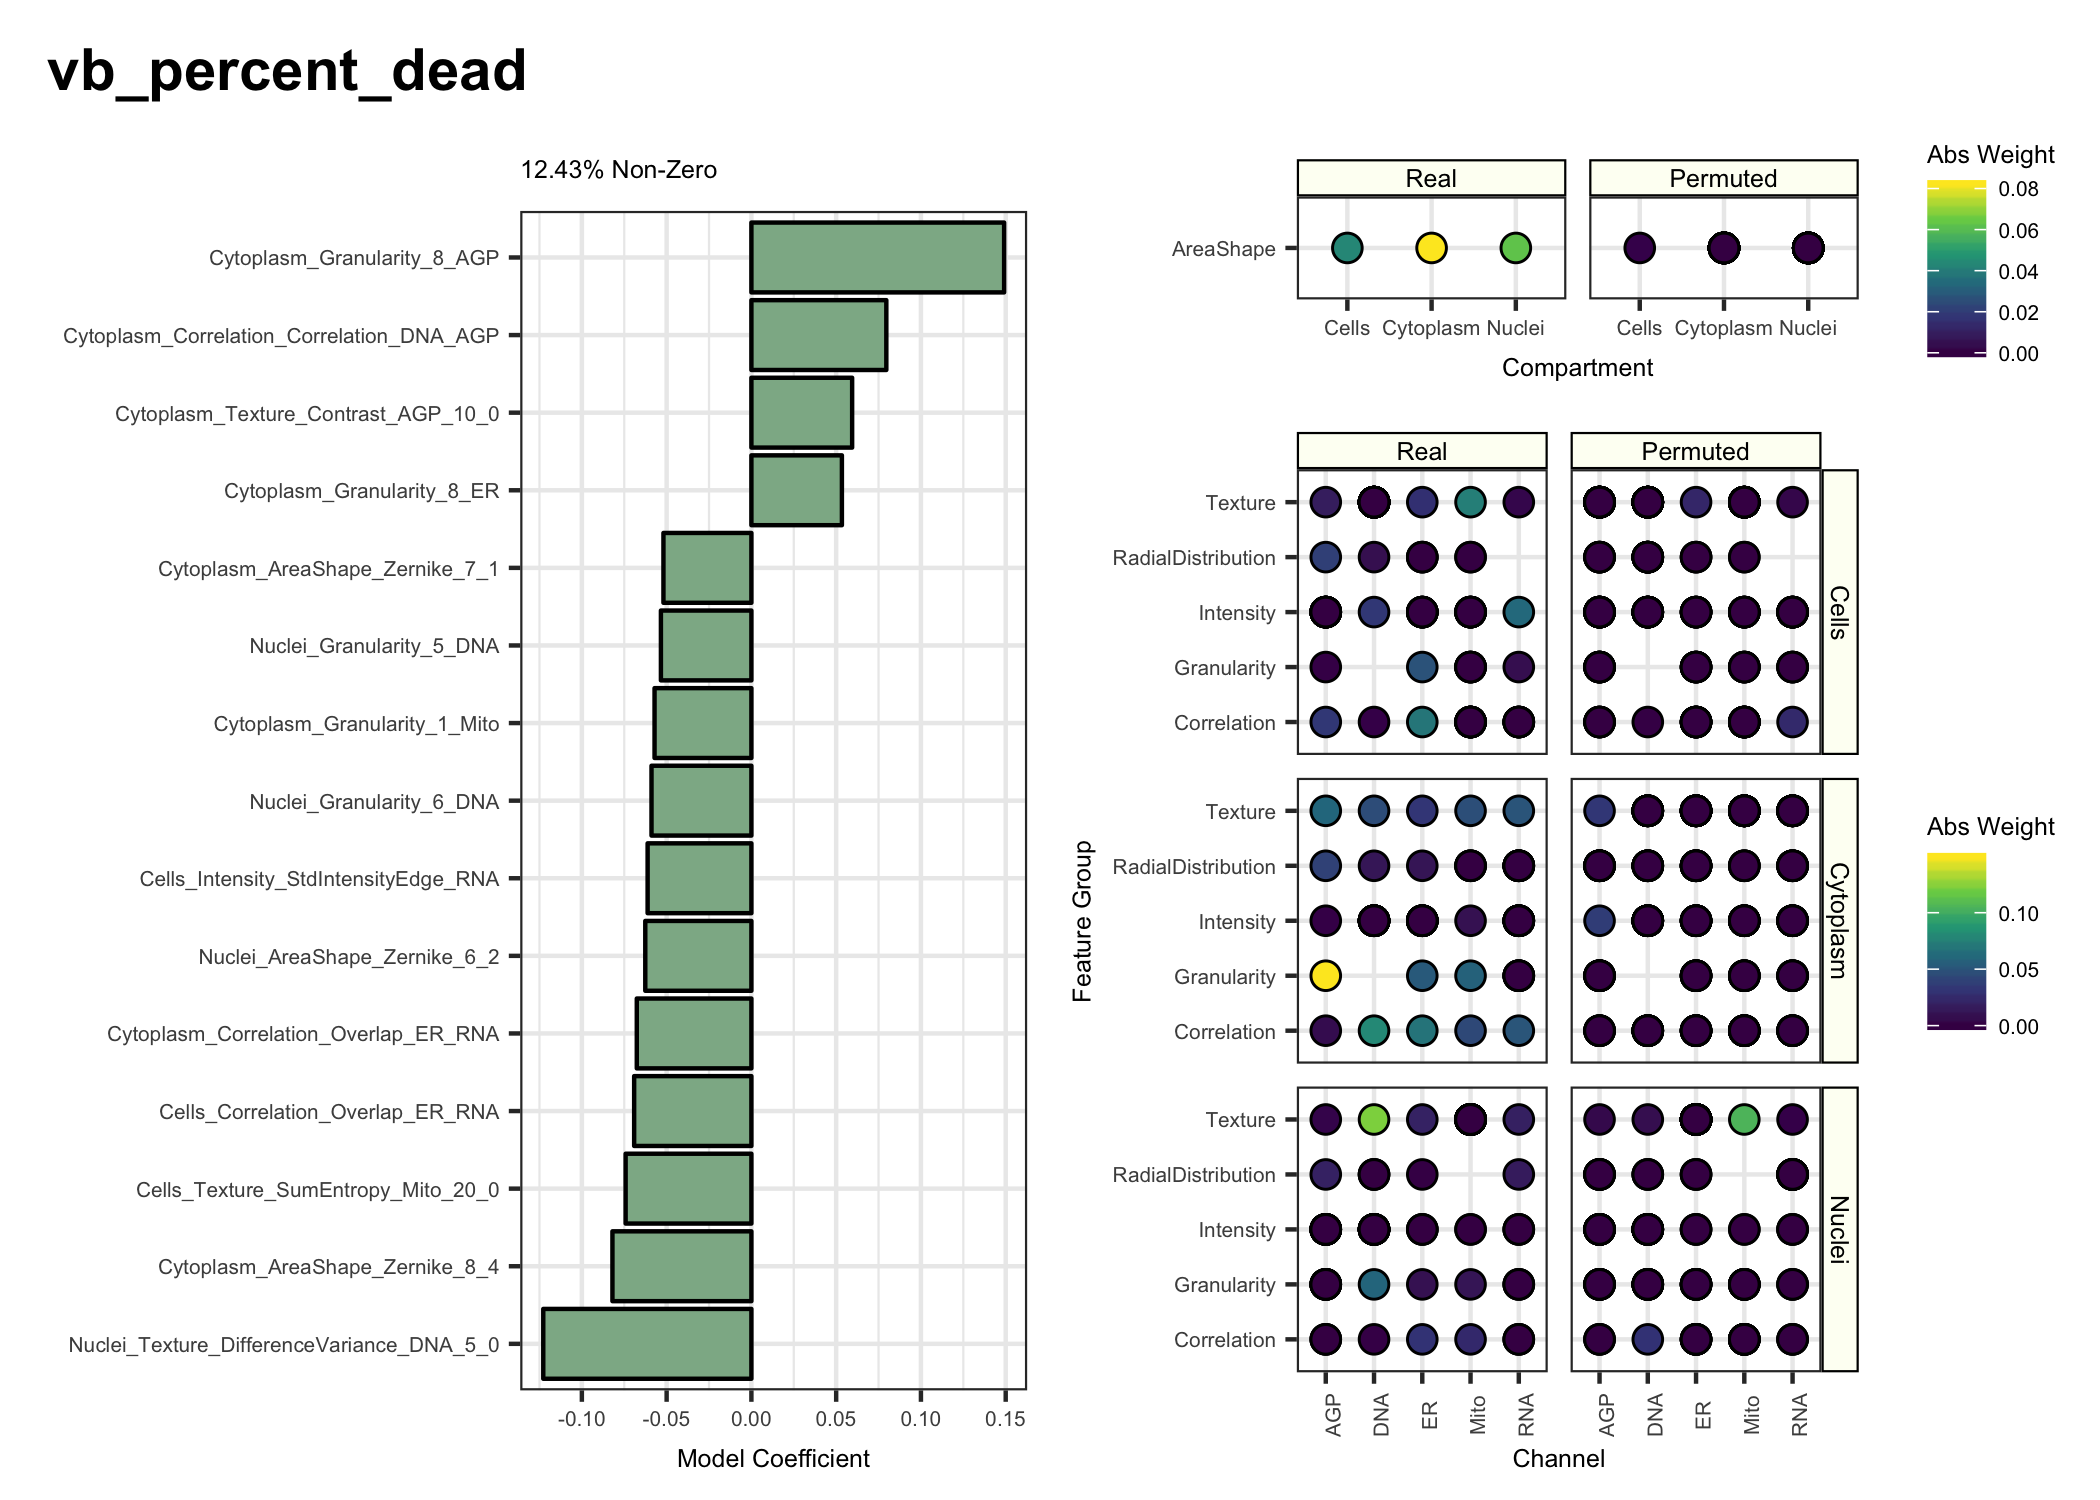 vb_percent_dead
12.43% Non-Zero
Cytoplasm_Granularity_8_AGP
Cytoplasm_Correlation_Correlation_DNA_AGP
Cytoplasm_Texture_Contrast_AGP_10_0
Cytoplasm_Granularity_8_ER
Cytoplasm_AreaShape_Zernike_7_1
Nuclei_Granularity_5_DNA
Cytoplasm_Granularity_1_Mito
Nuclei_Granularity_6_DNA
Cells_Intensity_StdIntensityEdge_RNA
Nuclei_AreaShape_Zernike_6_2
Cytoplasm_Correlation_Overlap_ER_RNA
Cells_Correlation_Overlap_ER_RNA
Cells_Texture_SumEntropy_Mito_20_0
Cytoplasm_AreaShape_Zernike_8_4
Nuclei_Texture_DifferenceVariance_DNA_5_0
-0.10 -0.05 0.00 0.05 0.10 0.15
Model Coefficient
Real Permuted
AreaShape
Cells Cytoplasm Nuclei Cells Cytoplasm Nuclei
Compartment
Abs Weight
0.08
0.06
0.04
0.02
0.00
Real Permuted
Feature Group
Texture
RadialDistribution
Intensity
Granularity
Correlation
Cells
Texture
RadialDistribution
Intensity
Granularity
Correlation
Cytoplasm
Texture
RadialDistribution
Intensity
Granularity
Correlation
Nuclei
AGP DNA ER Mito RNA AGP DNA ER Mito RNA
Channel
Abs Weight
0.10
0.05
0.00